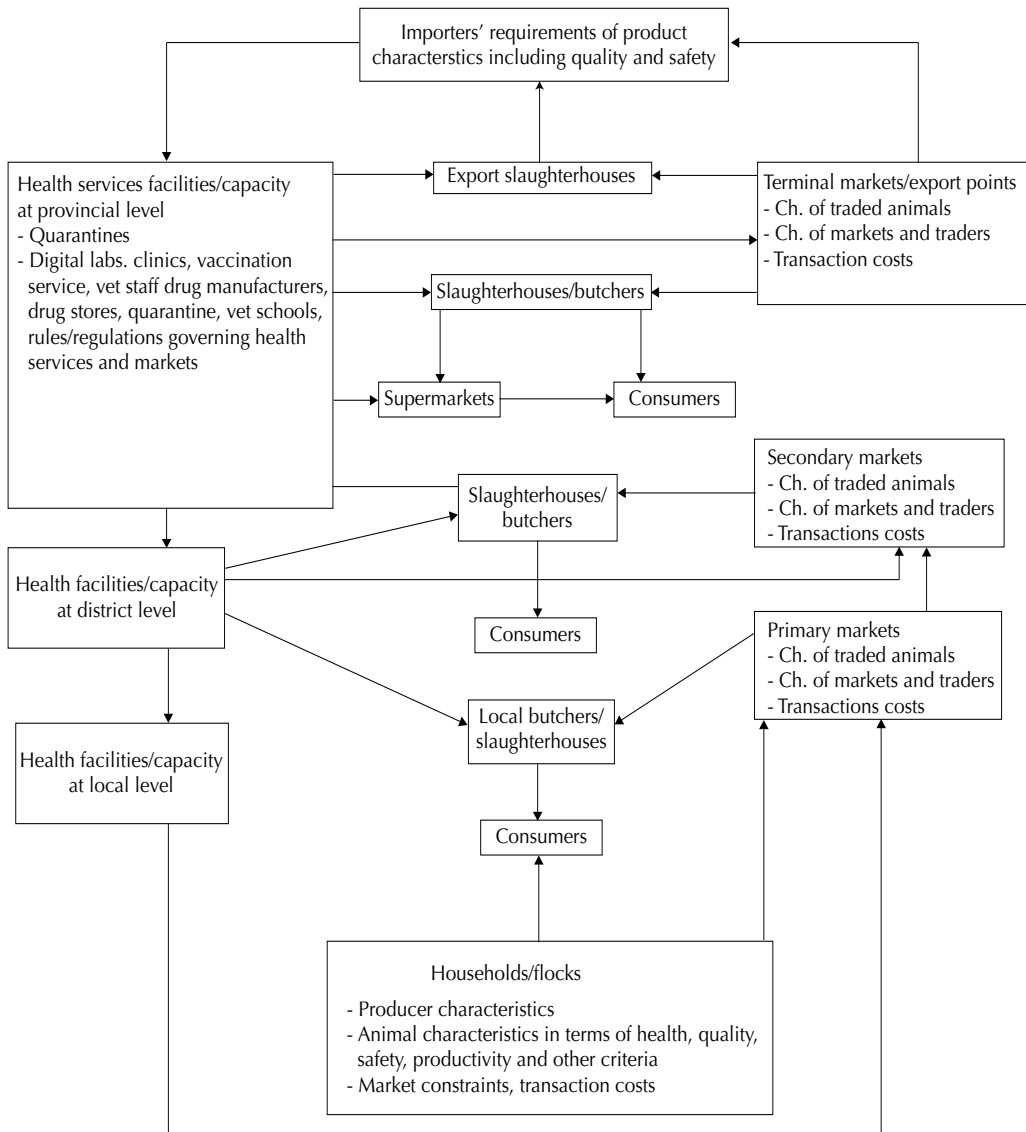 Importers' requirements of product
characterstics including quality and safety
Health services facilities/capacity
at provincial level
- Quarantines
- Digital labs. clinics, vaccination
service, vet staff drug manufacturers,
drug stores, quarantine, vet schools,
rules/regulations governing health
services and markets
Export slaughterhouses
Terminal markets/export points
- Ch. of traded animals
- Ch. of markets and traders
- Transaction costs
Slaughterhouses/butchers
Supermarkets
Consumers
Secondary markets
- Ch. of traded animals
- Ch. of markets and traders
- Transactions costs
Slaughterhouses/
butchers
Health facilities/capacity
at district level
Consumers
Primary markets
- Ch. of traded animals
- Ch. of markets and traders
- Transactions costs
Local butchers/
slaughterhouses
Health facilities/capacity
at local level
Consumers
Households/flocks
- Producer characteristics
- Animal characteristics in terms of health, quality,
safety, productivity and other criteria
- Market constraints, transaction costs